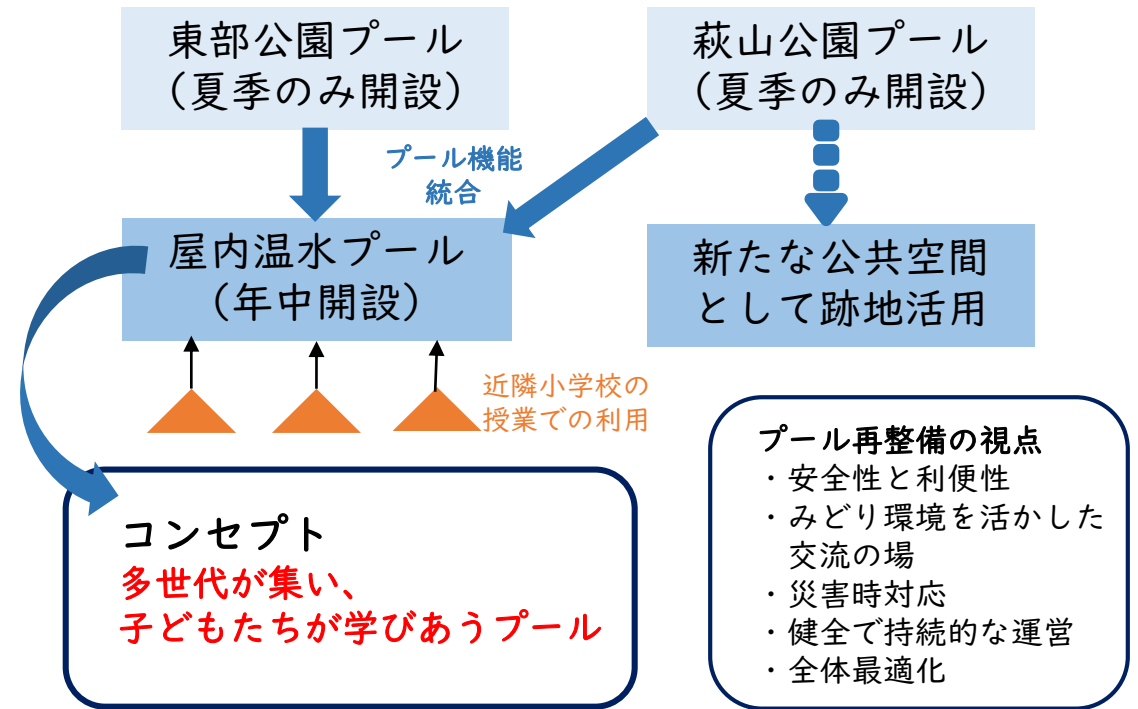 東部公園プール
(夏季のみ開設)
萩山公園プール
(夏季のみ開設)
プール機能
統合
屋内温水プール
(年中開設)
新たな公共空間
として跡地活用
近隣小学校の
授業での利用
コンセプト
多世代が集い、
子どもたちが学びあうプール
プール再整備の視点
・安全性と利便性
・みどり環境を活かした
交流の場
・災害時対応
・健全で持続的な運営
・全体最適化